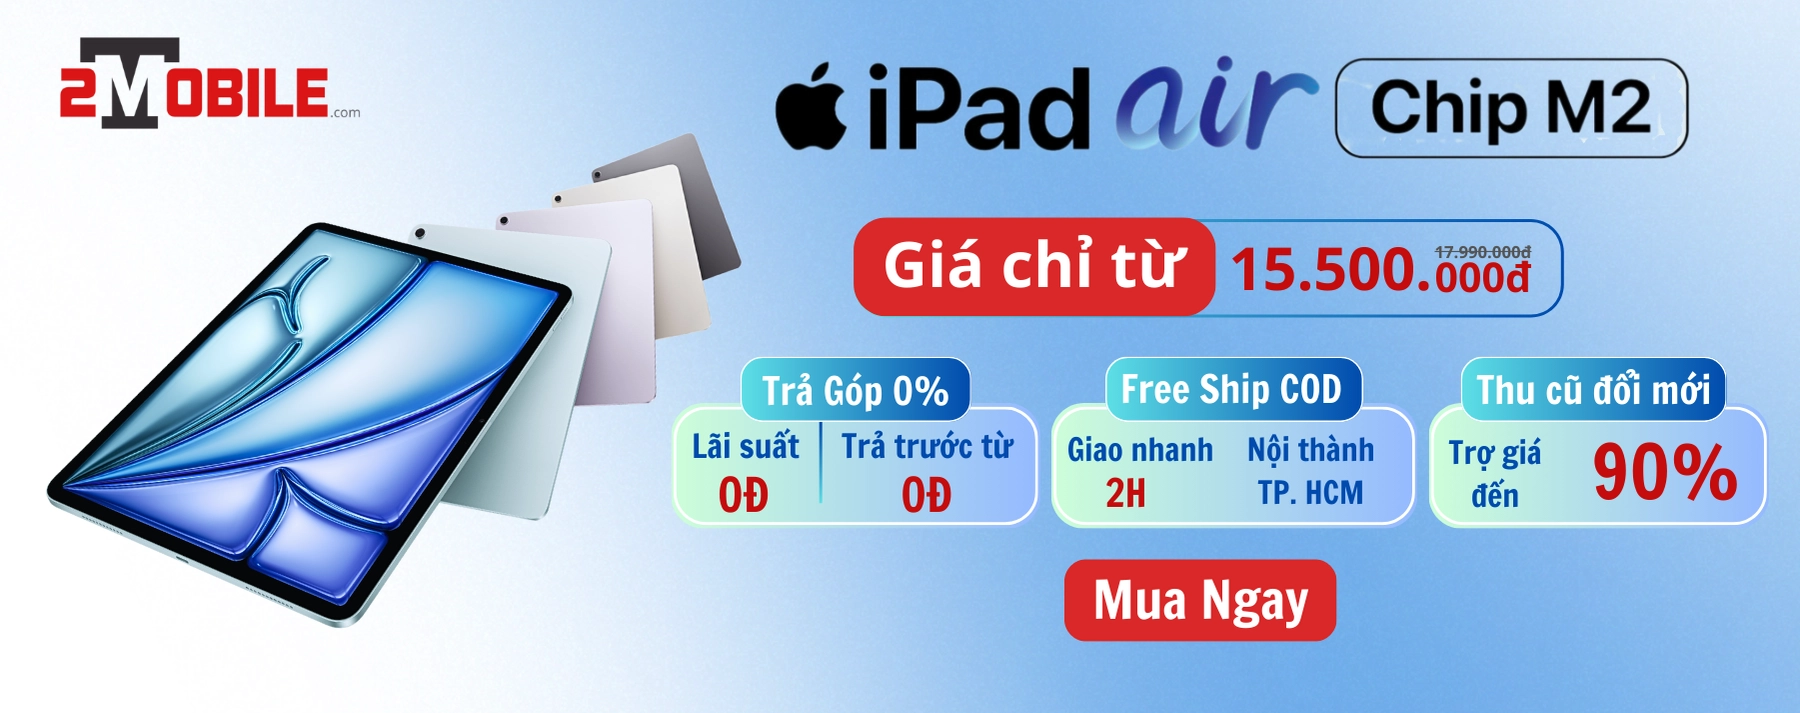 2TMOBILE.com
iPad air Chip M2
Giá chỉ từ 15.500.000đ
17.990.000đ
Trả Góp 0%
Lãi suất
0Đ
Trả trước từ
0Đ
Free Ship COD
Giao nhanh
2H
Nội thành
TP. HCM
Thu cũ đổi mới
Trợ giá
đến
90%
Mua Ngay